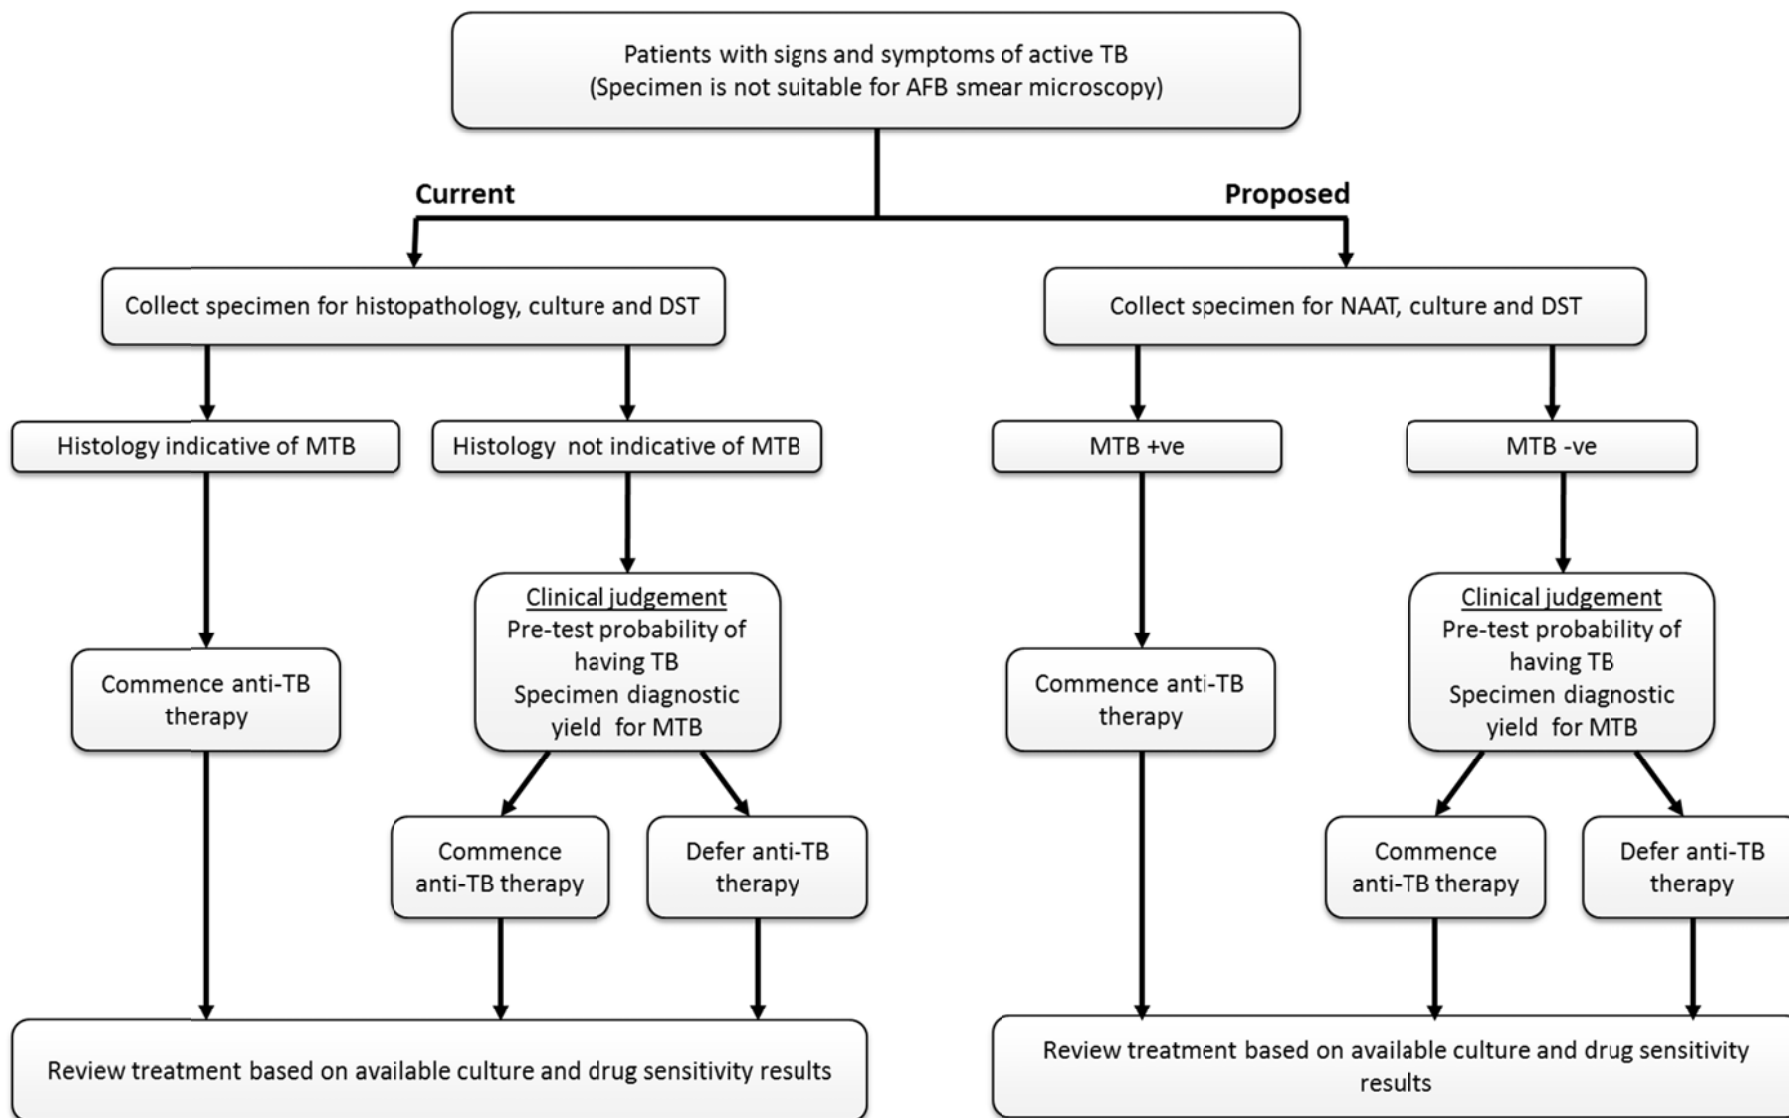 Patients with signs and symptoms of active TB
(Specimen is not suitable for AFB smear microscopy)
Current
Proposed
Collect specimen for histopathology, culture and DST
Collect specimen for NAAT, culture and DST
Histology indicative of MTB
Histology not indicative of MTB
MTB +ve
MTB -ve
Clinical judgement
Pre-test probability of
having TB
Specimen diagnostic
yield for MTB
Clinical judgement
Pre-test probability of
having TB
Specimen diagnostic
yield for MTB
Commence anti-TB
therapy
Commence anti-TB
therapy
Commence
anti-TB therapy
Defer anti-TB
therapy
Commence
anti-TB therapy
Defer anti-TB
therapy
Review treatment based on available culture and drug sensitivity results
Review treatment based on available culture and drug sensitivity
results